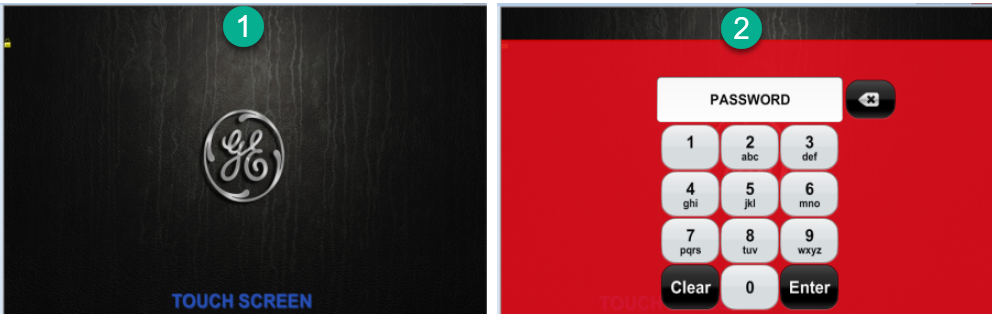 1
GE
TOUCH SCREEN
2
PASSWORD
1
2
abc
3
def
4
ghi
5
jkl
6
mno
7
pqrs
8
tuv
9
wxyz
Clear
0
Enter
TOUCH